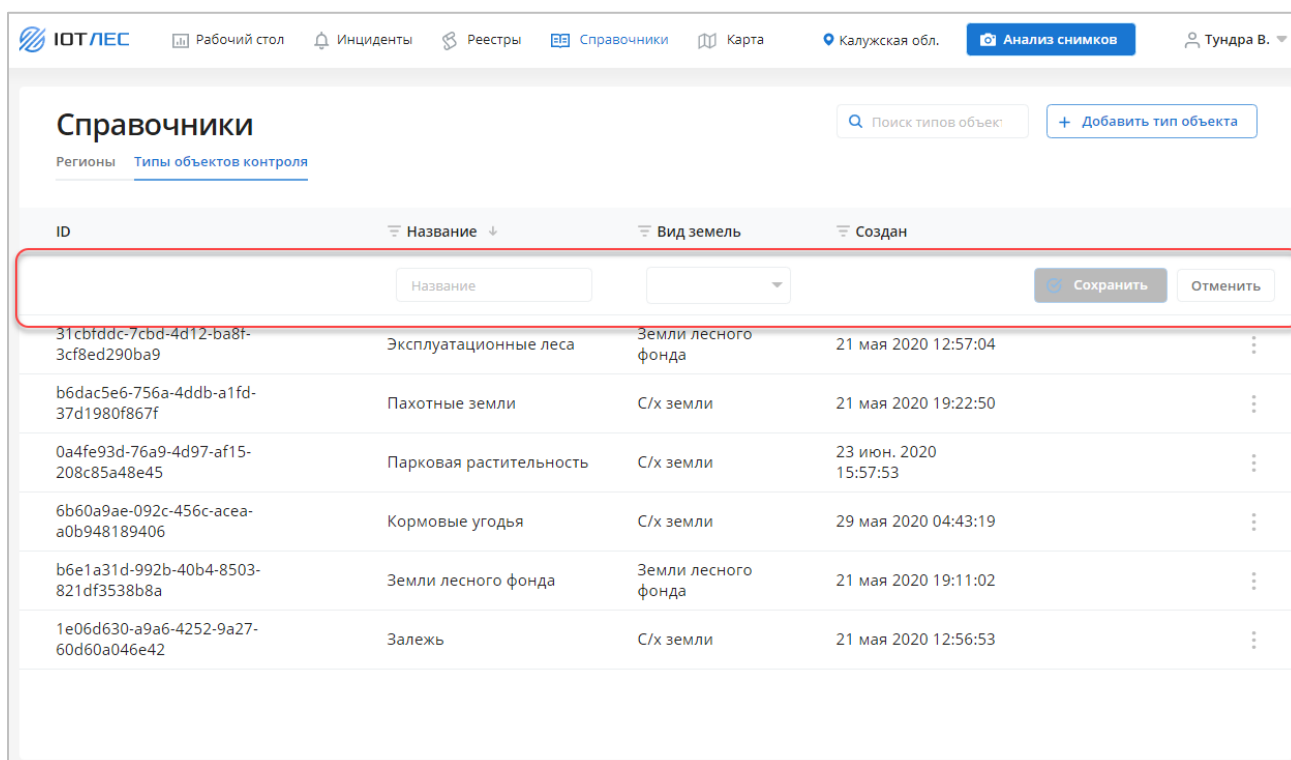 IOT ЛЕС Рабочий стол Инциденты Реестры Справочники Карта Калужская обл. Анализ снимков Тундра В.
Справочники
Поиск типов объект
+ Добавить тип объекта
Регионы Типы объектов контроля
ID Название Вид земель Создан
Название Сохранить Отменить
31cbfddc-7cbd-4d12-ba8f-
3cf8ed290ba9
Эксплуатационные леса
Земли лесного
фонда
21 мая 2020 12:57:04
b6dac5e6-756a-4ddb-a1fd-
37d1980f867f
Пахотные земли
С/х земли
21 мая 2020 19:22:50
0a4fe93d-76a9-4d97-af15-
208c85a48e45
Парковая растительность
С/х земли
23 июн. 2020
15:57:53
6b60a9ae-092c-456c-acea-
a0b948189406
Кормовые угодья
С/х земли
29 мая 2020 04:43:19
b6e1a31d-992b-40b4-8503-
821df3538b8a
Земли лесного фонда
Земли лесного
фонда
21 мая 2020 19:11:02
1e06d630-a9a6-4252-9a27-
60d60a046e42
Залежь
С/х земли
21 мая 2020 12:56:53